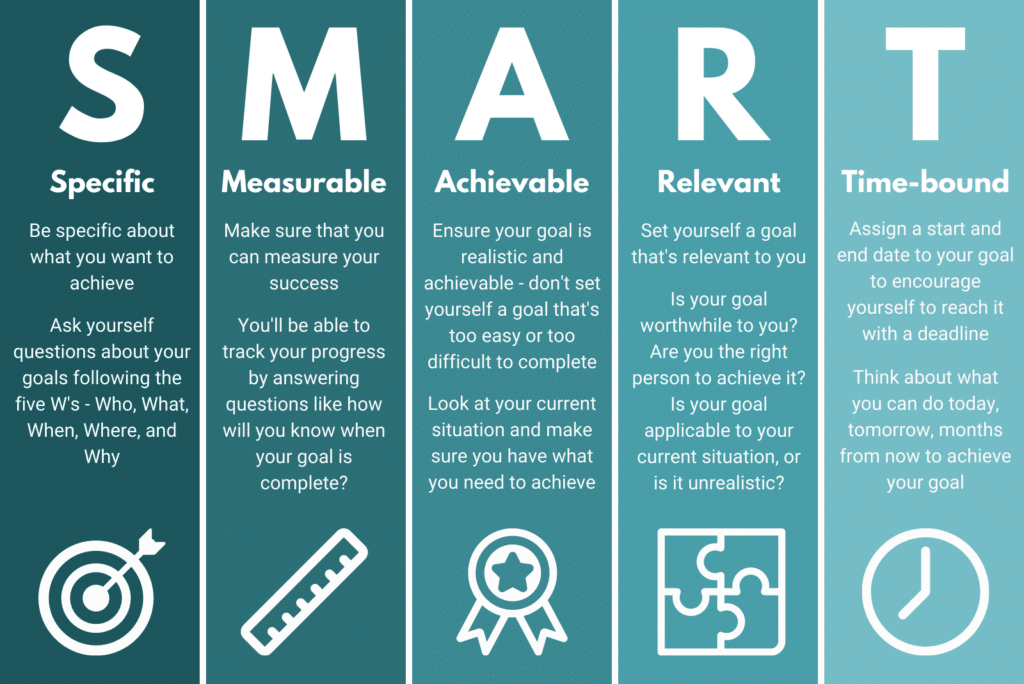 S
Specific
Be specific about
what you want to
achieve
Ask yourself
questions about your
goals following the
five W's - Who, What,
When, Where, and
Why
M
Measurable
Make sure that you
can measure your
success
You'll be able to
track your progress
by answering
questions like how
will you know when
your goal is
complete?
A
Achievable
Ensure your goal is
realistic and
achievable - don't set
yourself a goal that's
too easy or too
difficult to complete
Look at your current
situation and make
sure you have what
you need to achieve
R
Relevant
Set yourself a goal
that's relevant to you
Is your goal
worthwhile to you?
Are you the right
person to achieve it?
Is your goal
applicable to your
current situation, or
is it unrealistic?
T
Time-bound
Assign a start and
end date to your goal
to encourage
yourself to reach it
with a deadline
Think about what
you can do today,
tomorrow, months
from now to achieve
your goal